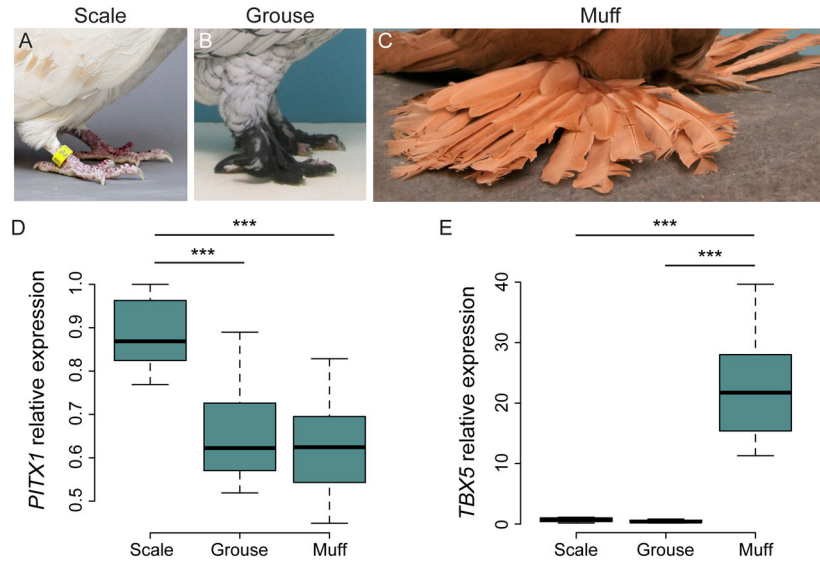 Scale
Grouse
Muff
A
B
C
D
***
***
PITX1 relative expression
1.0
0.9
0.8
0.7
0.6
0.5
Scale
Grouse
Muff
E
***
***
TBX5 relative expression
40
30
20
10
0
Scale
Grouse
Muff